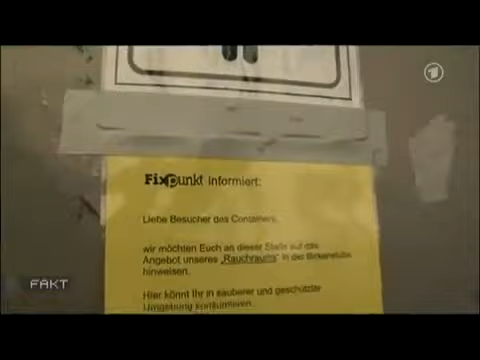 Fixpunkt informiert:
Liebe Besucher des Containers,
wir möchten Euch an dieser Stelle auf das
Angebot unseres „Rauchraums" in der Birkenstube
hinweisen.
Hier könnt Ihr in sauberer und geschützter
Umgebung konsumieren.
FAKT